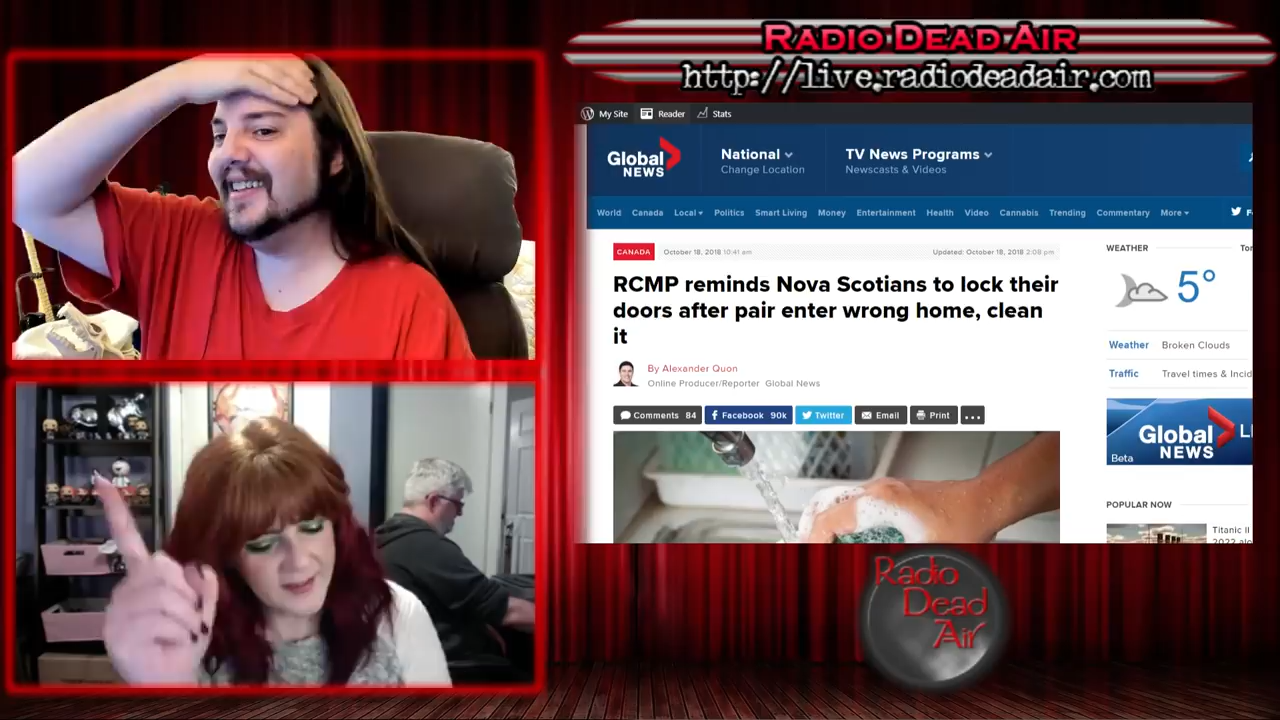 RADIO DEAD AIR
http://live.radiodeadair.com
My Site
Reader
Stats
Global NEWS
National
Change Location
TV News Programs
Newscasts & Videos
World Canada Local Politics Smart Living Money Entertainment Health Video Cannabis Trending Commentary More
CANADA
October 18, 2018 10:41 am
Updated: October 18, 2018 2:08 pm
RCMP reminds Nova Scotians to lock their
doors after pair enter wrong home, clean
it
By Alexander Quon
Online Producer/Reporter Global News
Comments 84
Facebook 90k
Twitter
Email
Print
...
WEATHER
Tor
5°
Weather Broken Clouds
Traffic Travel times & Incid
Global NEWS
LI
Beta
POPULAR NOW
Titanic II
Radio
Dead
Air